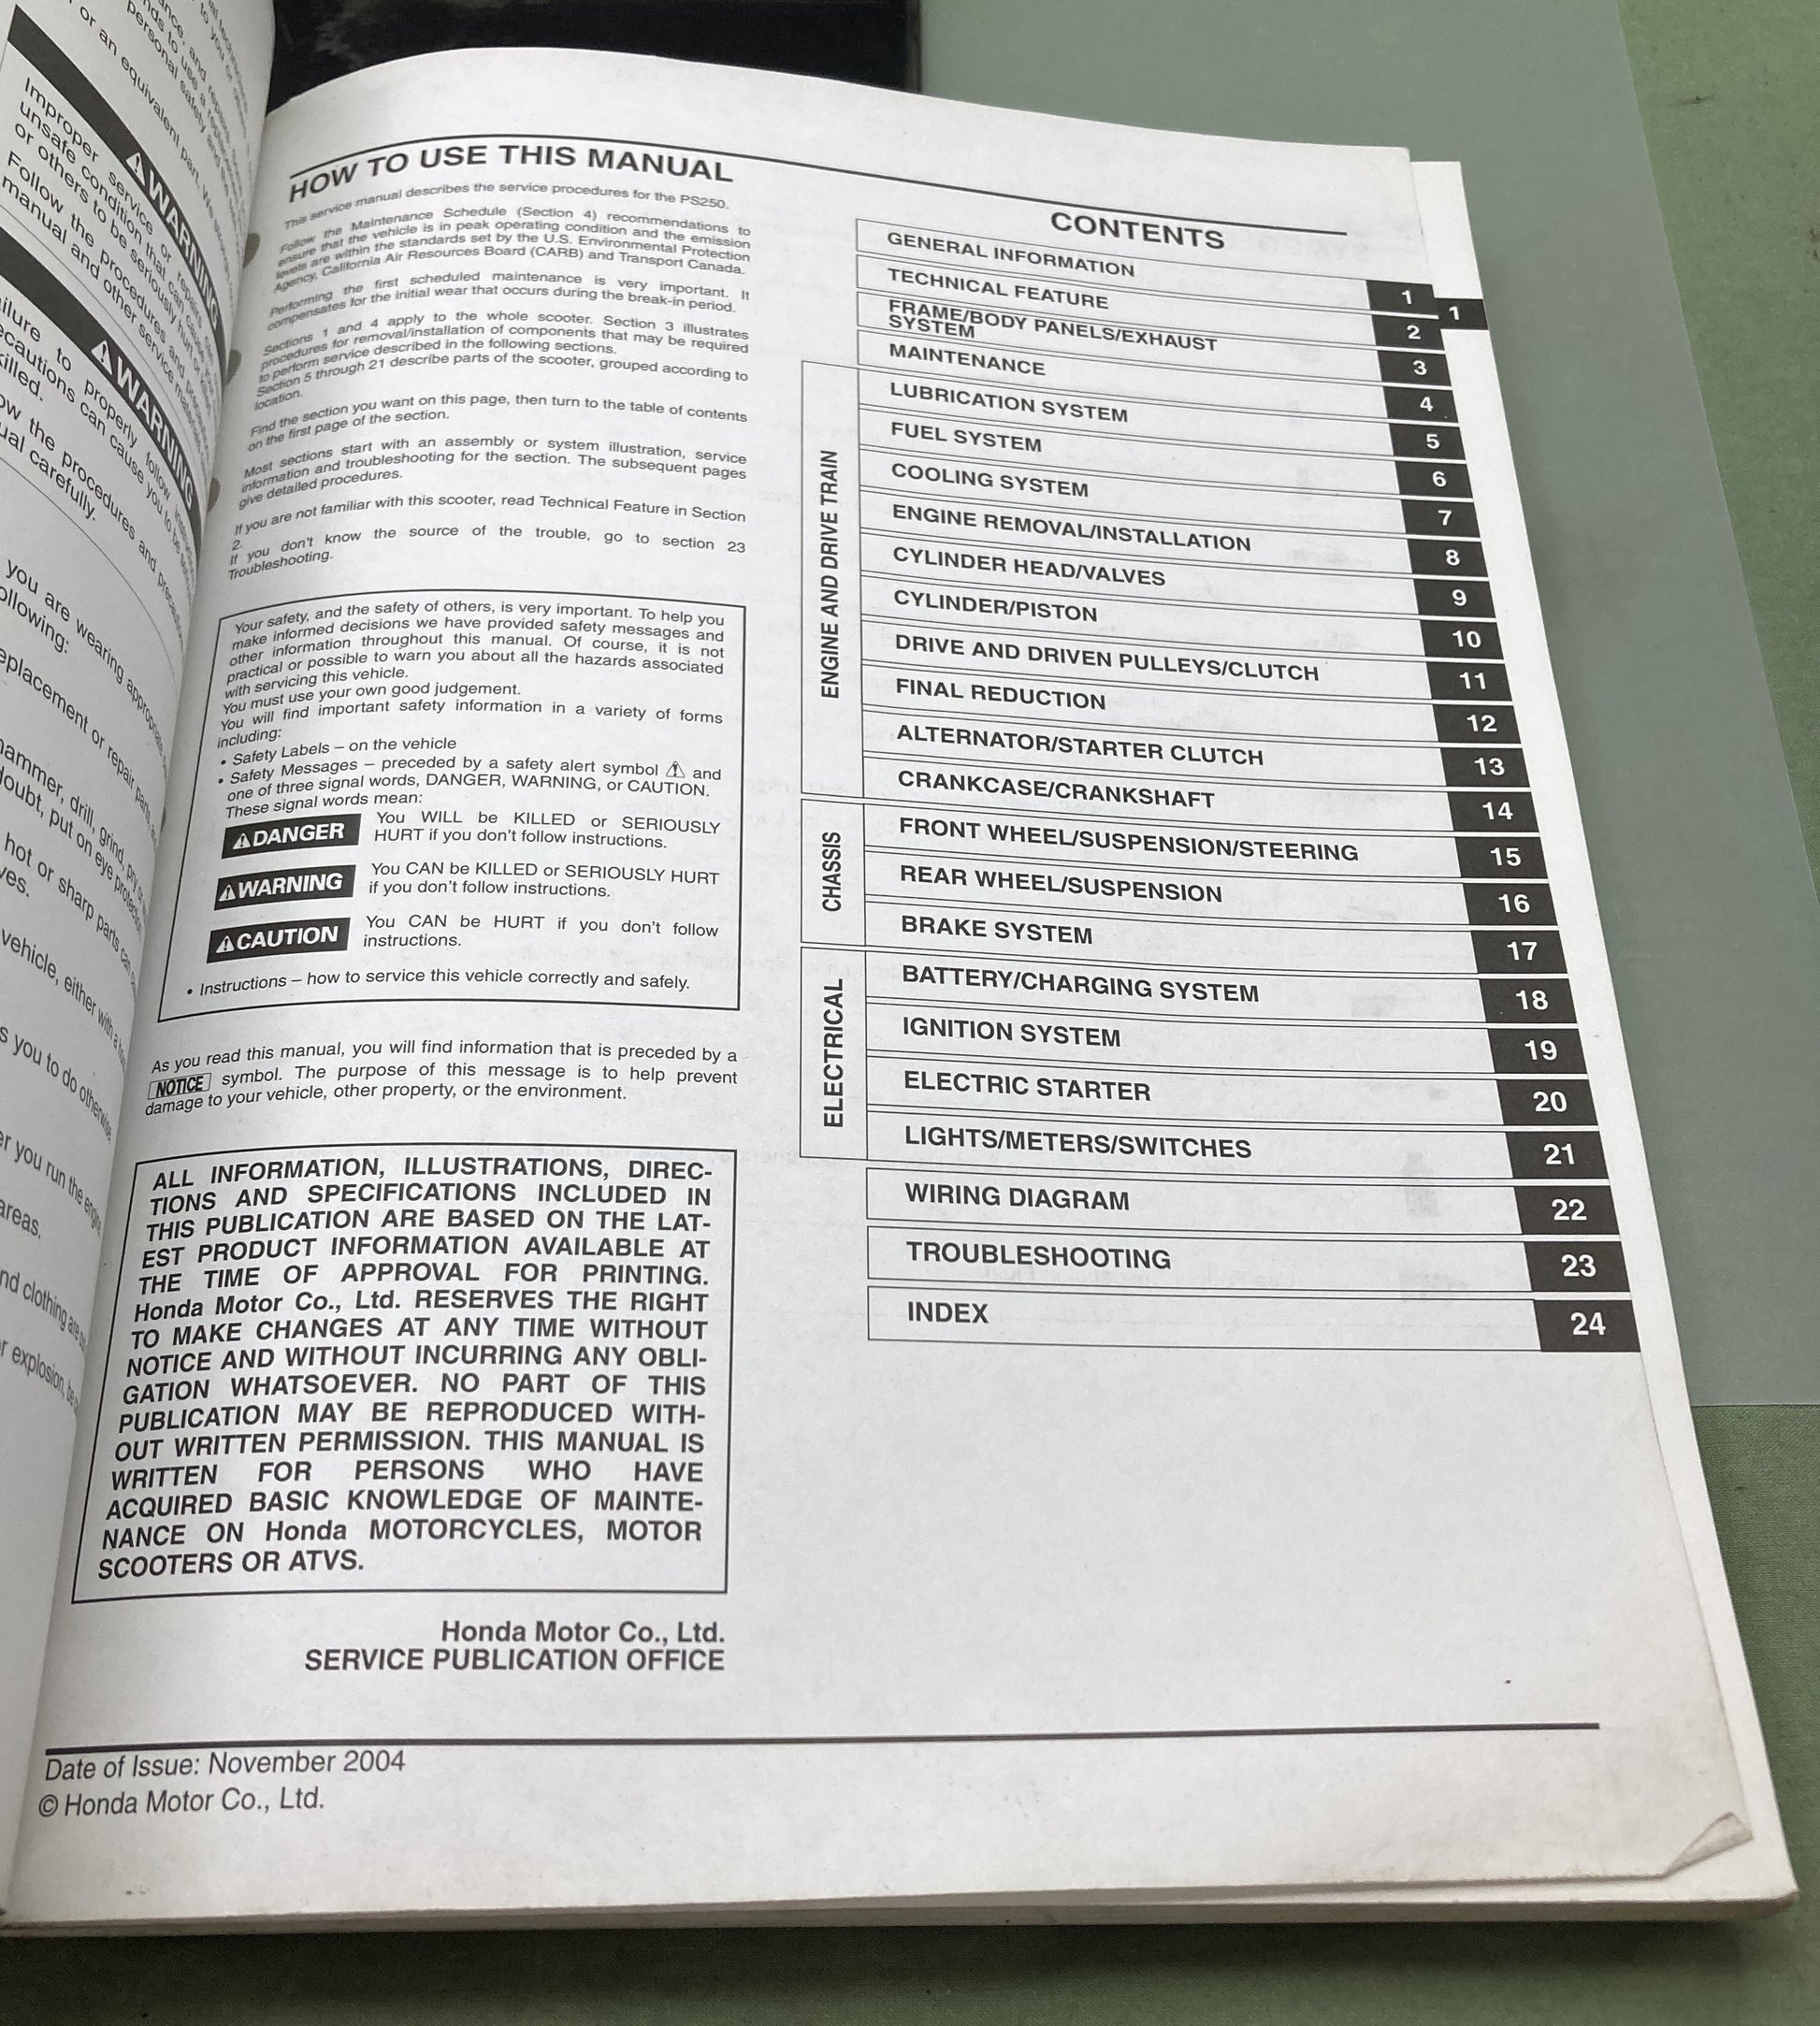 Improper service or repairs
unsafe condition that can
or others to be seriously hurt
Follow the procedures and
manual and other service
WARNING
WARNING
failure to properly follow
killed.
the procedures and
carefully.
you are wearing appropriate
following:
replacement or repair parts,
hammer, drill, grind, pry
doubt, put on eye protection
hot or sharp parts
vehicle, either with a
you to do otherwise
you run the engine
areas.
clothing are
explosion, be
HOW TO USE THIS MANUAL
This service manual describes the service procedures for the PS250.
Follow the Maintenance Schedule (Section 4) recommendations to
ensure that the vehicle is in peak operating condition and the emission
levels are within the standards set by the U.S. Environmental Protection
Agency, California Air Resources Board (CARB) and Transport Canada.
Performing the first scheduled maintenance is very important. It
compensates for the initial wear that occurs during the break-in period.
Sections 1 and 4 apply to the whole scooter. Section 3 illustrates
procedures for removal/installation of components that may be required
to perform service described in the following sections.
Section 5 through 21 describe parts of the scooter, grouped according to
location.
Find the section you want on this page, then turn to the table of contents
on the first page of the section.
Most sections start with an assembly or system illustration, service
information and troubleshooting for the section. The subsequent pages
give detailed procedures.
If you are not familiar with this scooter, read Technical Feature in Section
2.
If you don't know the source of the trouble, go to section 23
Troubleshooting.
Your safety, and the safety of others, is very important. To help you
make informed decisions we have provided safety messages and
other information throughout this manual. Of course, it is not
practical or possible to warn you about all the hazards associated
with servicing this vehicle.
You must use your own good judgement.
You will find important safety information in a variety of forms
including:
• Safety Labels – on the vehicle
• Safety Messages – preceded by a safety alert symbol ⚠ and
one of three signal words, DANGER, WARNING, or CAUTION.
These signal words mean:
⚠DANGER You WILL be KILLED or SERIOUSLY
HURT if you don't follow instructions.
⚠WARNING You CAN be KILLED or SERIOUSLY HURT
if you don't follow instructions.
⚠CAUTION You CAN be HURT if you don't follow
instructions.
• Instructions – how to service this vehicle correctly and safely.
As you read this manual, you will find information that is preceded by a
NOTICE symbol. The purpose of this message is to help prevent
damage to your vehicle, other property, or the environment.
ALL INFORMATION, ILLUSTRATIONS, DIREC-
TIONS AND SPECIFICATIONS INCLUDED IN
THIS PUBLICATION ARE BASED ON THE LAT-
EST PRODUCT INFORMATION AVAILABLE AT
THE TIME OF APPROVAL FOR PRINTING.
Honda Motor Co., Ltd. RESERVES THE RIGHT
TO MAKE CHANGES AT ANY TIME WITHOUT
NOTICE AND WITHOUT INCURRING ANY OBLI-
GATION WHATSOEVER. NO PART OF THIS
PUBLICATION MAY BE REPRODUCED WITH-
OUT WRITTEN PERMISSION. THIS MANUAL IS
WRITTEN FOR PERSONS WHO HAVE
ACQUIRED BASIC KNOWLEDGE OF MAINTE-
NANCE ON Honda MOTORCYCLES, MOTOR
SCOOTERS OR ATVS.
Honda Motor Co., Ltd.
SERVICE PUBLICATION OFFICE
CONTENTS
GENERAL INFORMATION 1
1
TECHNICAL FEATURE 2
FRAME/BODY PANELS/EXHAUST
SYSTEM 3
MAINTENANCE 4
ENGINE AND DRIVE TRAIN
LUBRICATION SYSTEM 5
FUEL SYSTEM 6
COOLING SYSTEM 7
ENGINE REMOVAL/INSTALLATION 8
CYLINDER HEAD/VALVES 9
CYLINDER/PISTON 10
DRIVE AND DRIVEN PULLEYS/CLUTCH 11
FINAL REDUCTION 12
ALTERNATOR/STARTER CLUTCH 13
CRANKCASE/CRANKSHAFT 14
CHASSIS
FRONT WHEEL/SUSPENSION/STEERING 15
REAR WHEEL/SUSPENSION 16
BRAKE SYSTEM 17
ELECTRICAL
BATTERY/CHARGING SYSTEM 18
IGNITION SYSTEM 19
ELECTRIC STARTER 20
LIGHTS/METERS/SWITCHES 21
WIRING DIAGRAM 22
TROUBLESHOOTING 23
INDEX 24
Date of Issue: November 2004
© Honda Motor Co., Ltd.